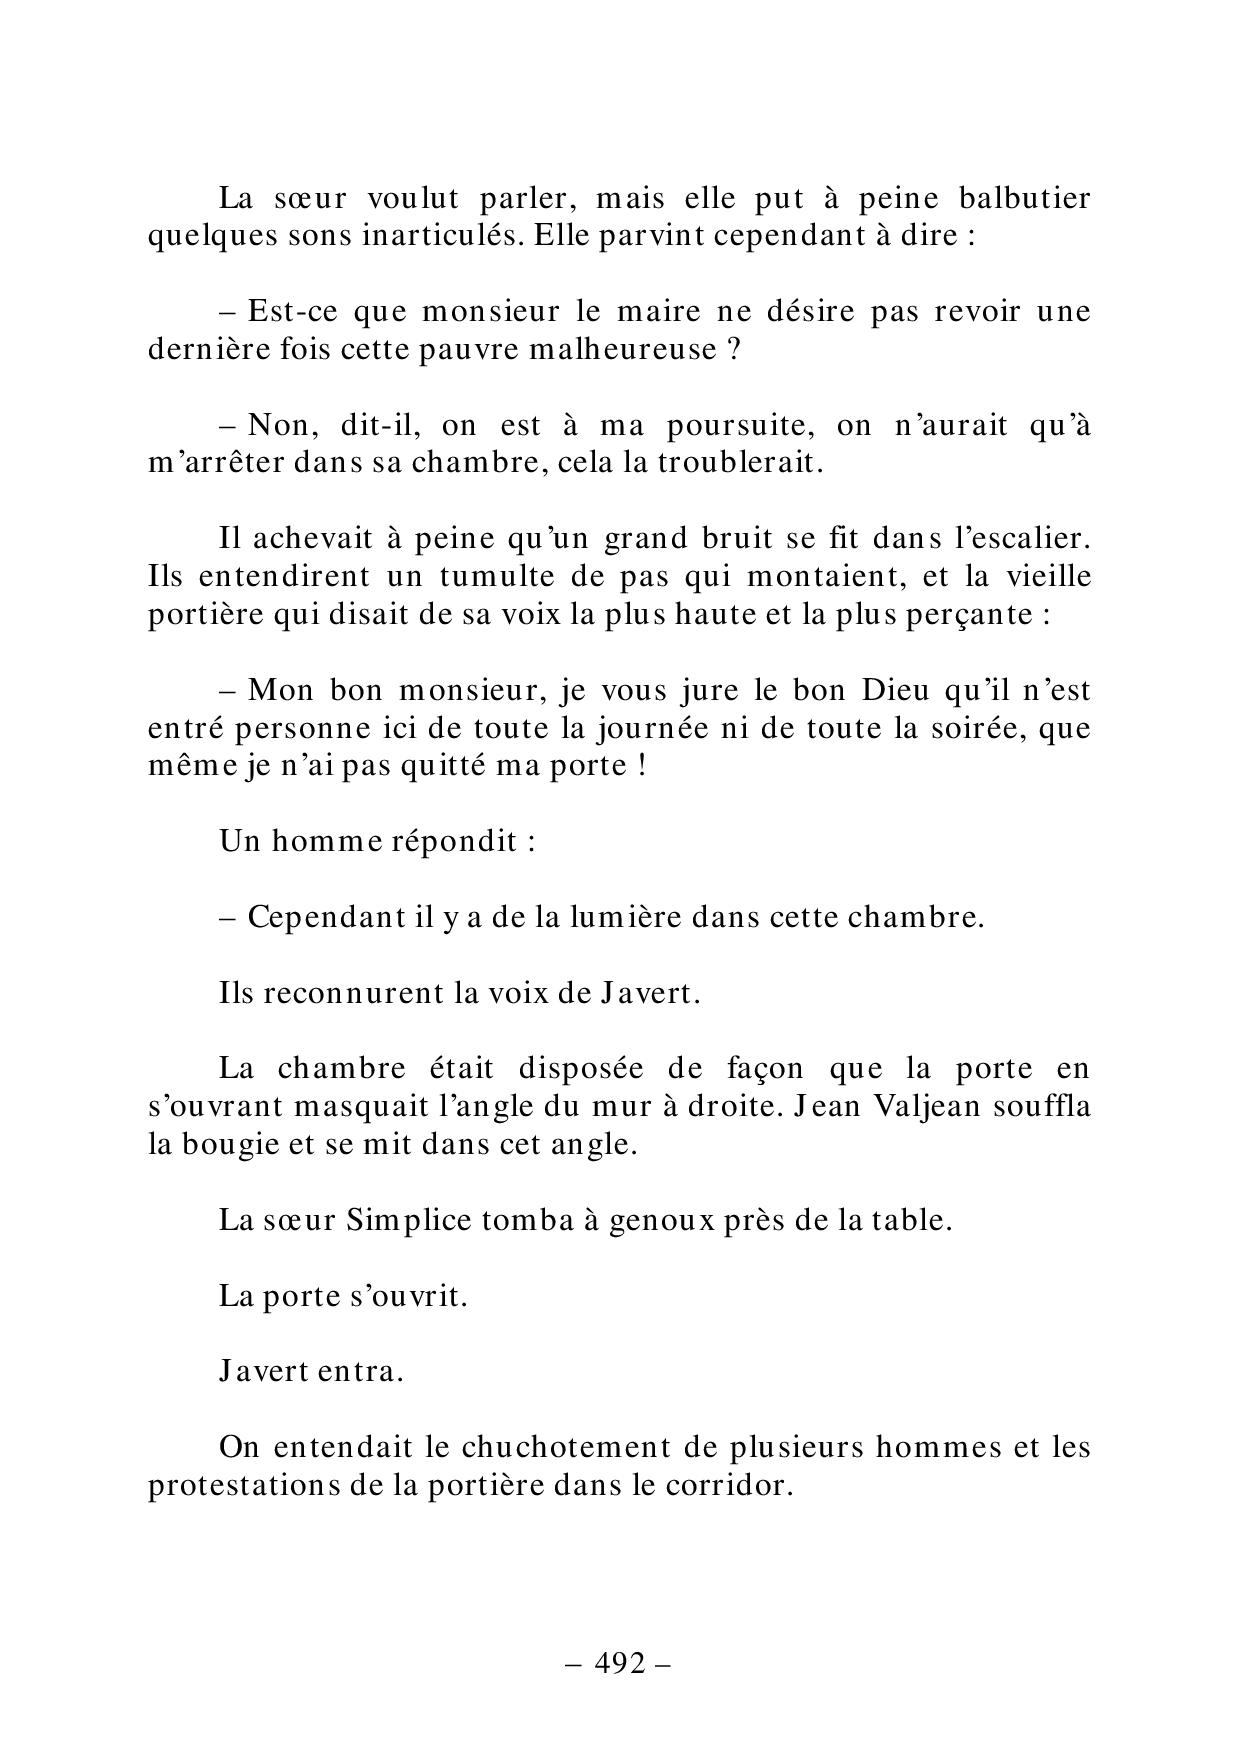 La sœur voulut parler, mais elle put à peine balbutier
quelques sons inarticulés. Elle parvint cependant à dire :
– Est-ce que monsieur le maire ne désire pas revoir une
dernière fois cette pauvre malheureuse ?
– Non, dit-il, on est à ma poursuite, on n’aurait qu’à
m’arrêter dans sa chambre, cela la troublerait.
Il achevait à peine qu’un grand bruit se fit dans l’escalier.
Ils entendirent un tumulte de pas qui montaient, et la vieille
portière qui disait de sa voix la plus haute et la plus perçante :
– Mon bon monsieur, je vous jure le bon Dieu qu’il n’est
entré personne ici de toute la journée ni de toute la soirée, que
même je n’ai pas quitté ma porte !
Un homme répondit :
– Cependant il y a de la lumière dans cette chambre.
Ils reconnurent la voix de Javert.
La chambre était disposée de façon que la porte en
s’ouvrant masquait l’angle du mur à droite. Jean Valjean souffla
la bougie et se mit dans cet angle.
La sœur Simplice tomba à genoux près de la table.
La porte s’ouvrit.
Javert entra.
On entendait le chuchotement de plusieurs hommes et les
protestations de la portière dans le corridor.
– 492 –